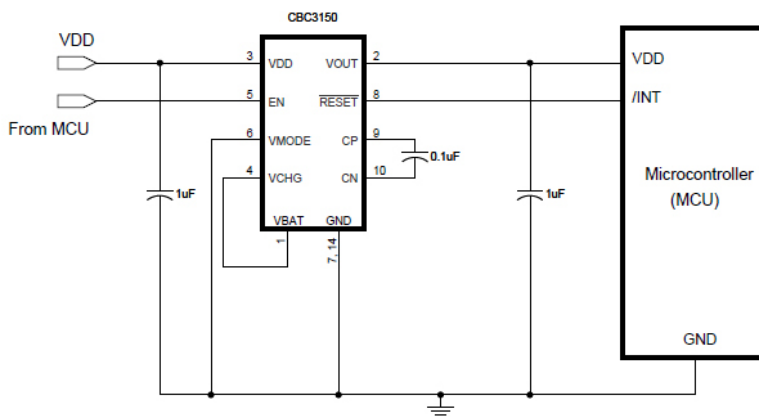 CBC3150
VDD
3
VDD
VOUT
2
VDD
From MCU
5
EN
RESET
8
/INT
6
VMODE
CP
9
0.1uF
4
VCHG
CN
10
1uF
VBAT
GND
1
7, 14
1uF
Microcontroller
(MCU)
GND